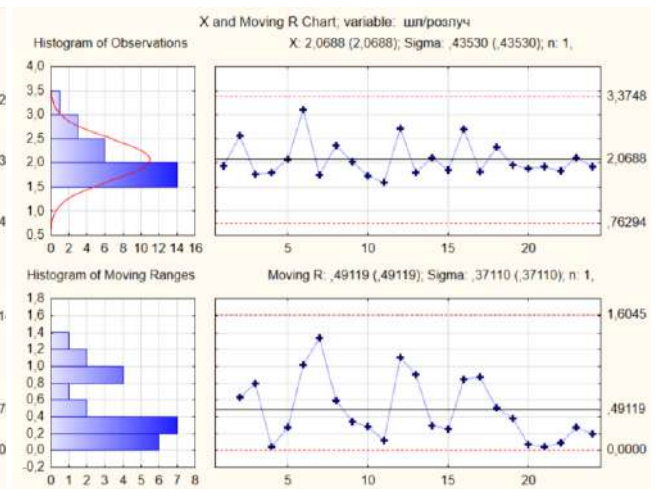 X and Moving R Chart; variable: шл/розлуч
Histogram of Observations
X: 2,0688 (2,0688); Sigma: ,43530 (,43530); n: 1,
4,0
3,5
3,0
2,5
2,0
1,5
1,0
0,5
0 2 4 6 8 10 12 14 16
5 10 15 20
3,3748
2,0688
,76294
Histogram of Moving Ranges
Moving R: ,49119 (,49119); Sigma: ,37110 (,37110); n: 1,
1,8
1,6
1,4
1,2
1,0
0,8
0,6
0,4
0,2
0,0
-0,2
0 1 2 3 4 5 6 7 8
5 10 15 20
1,6045
,49119
0,0000